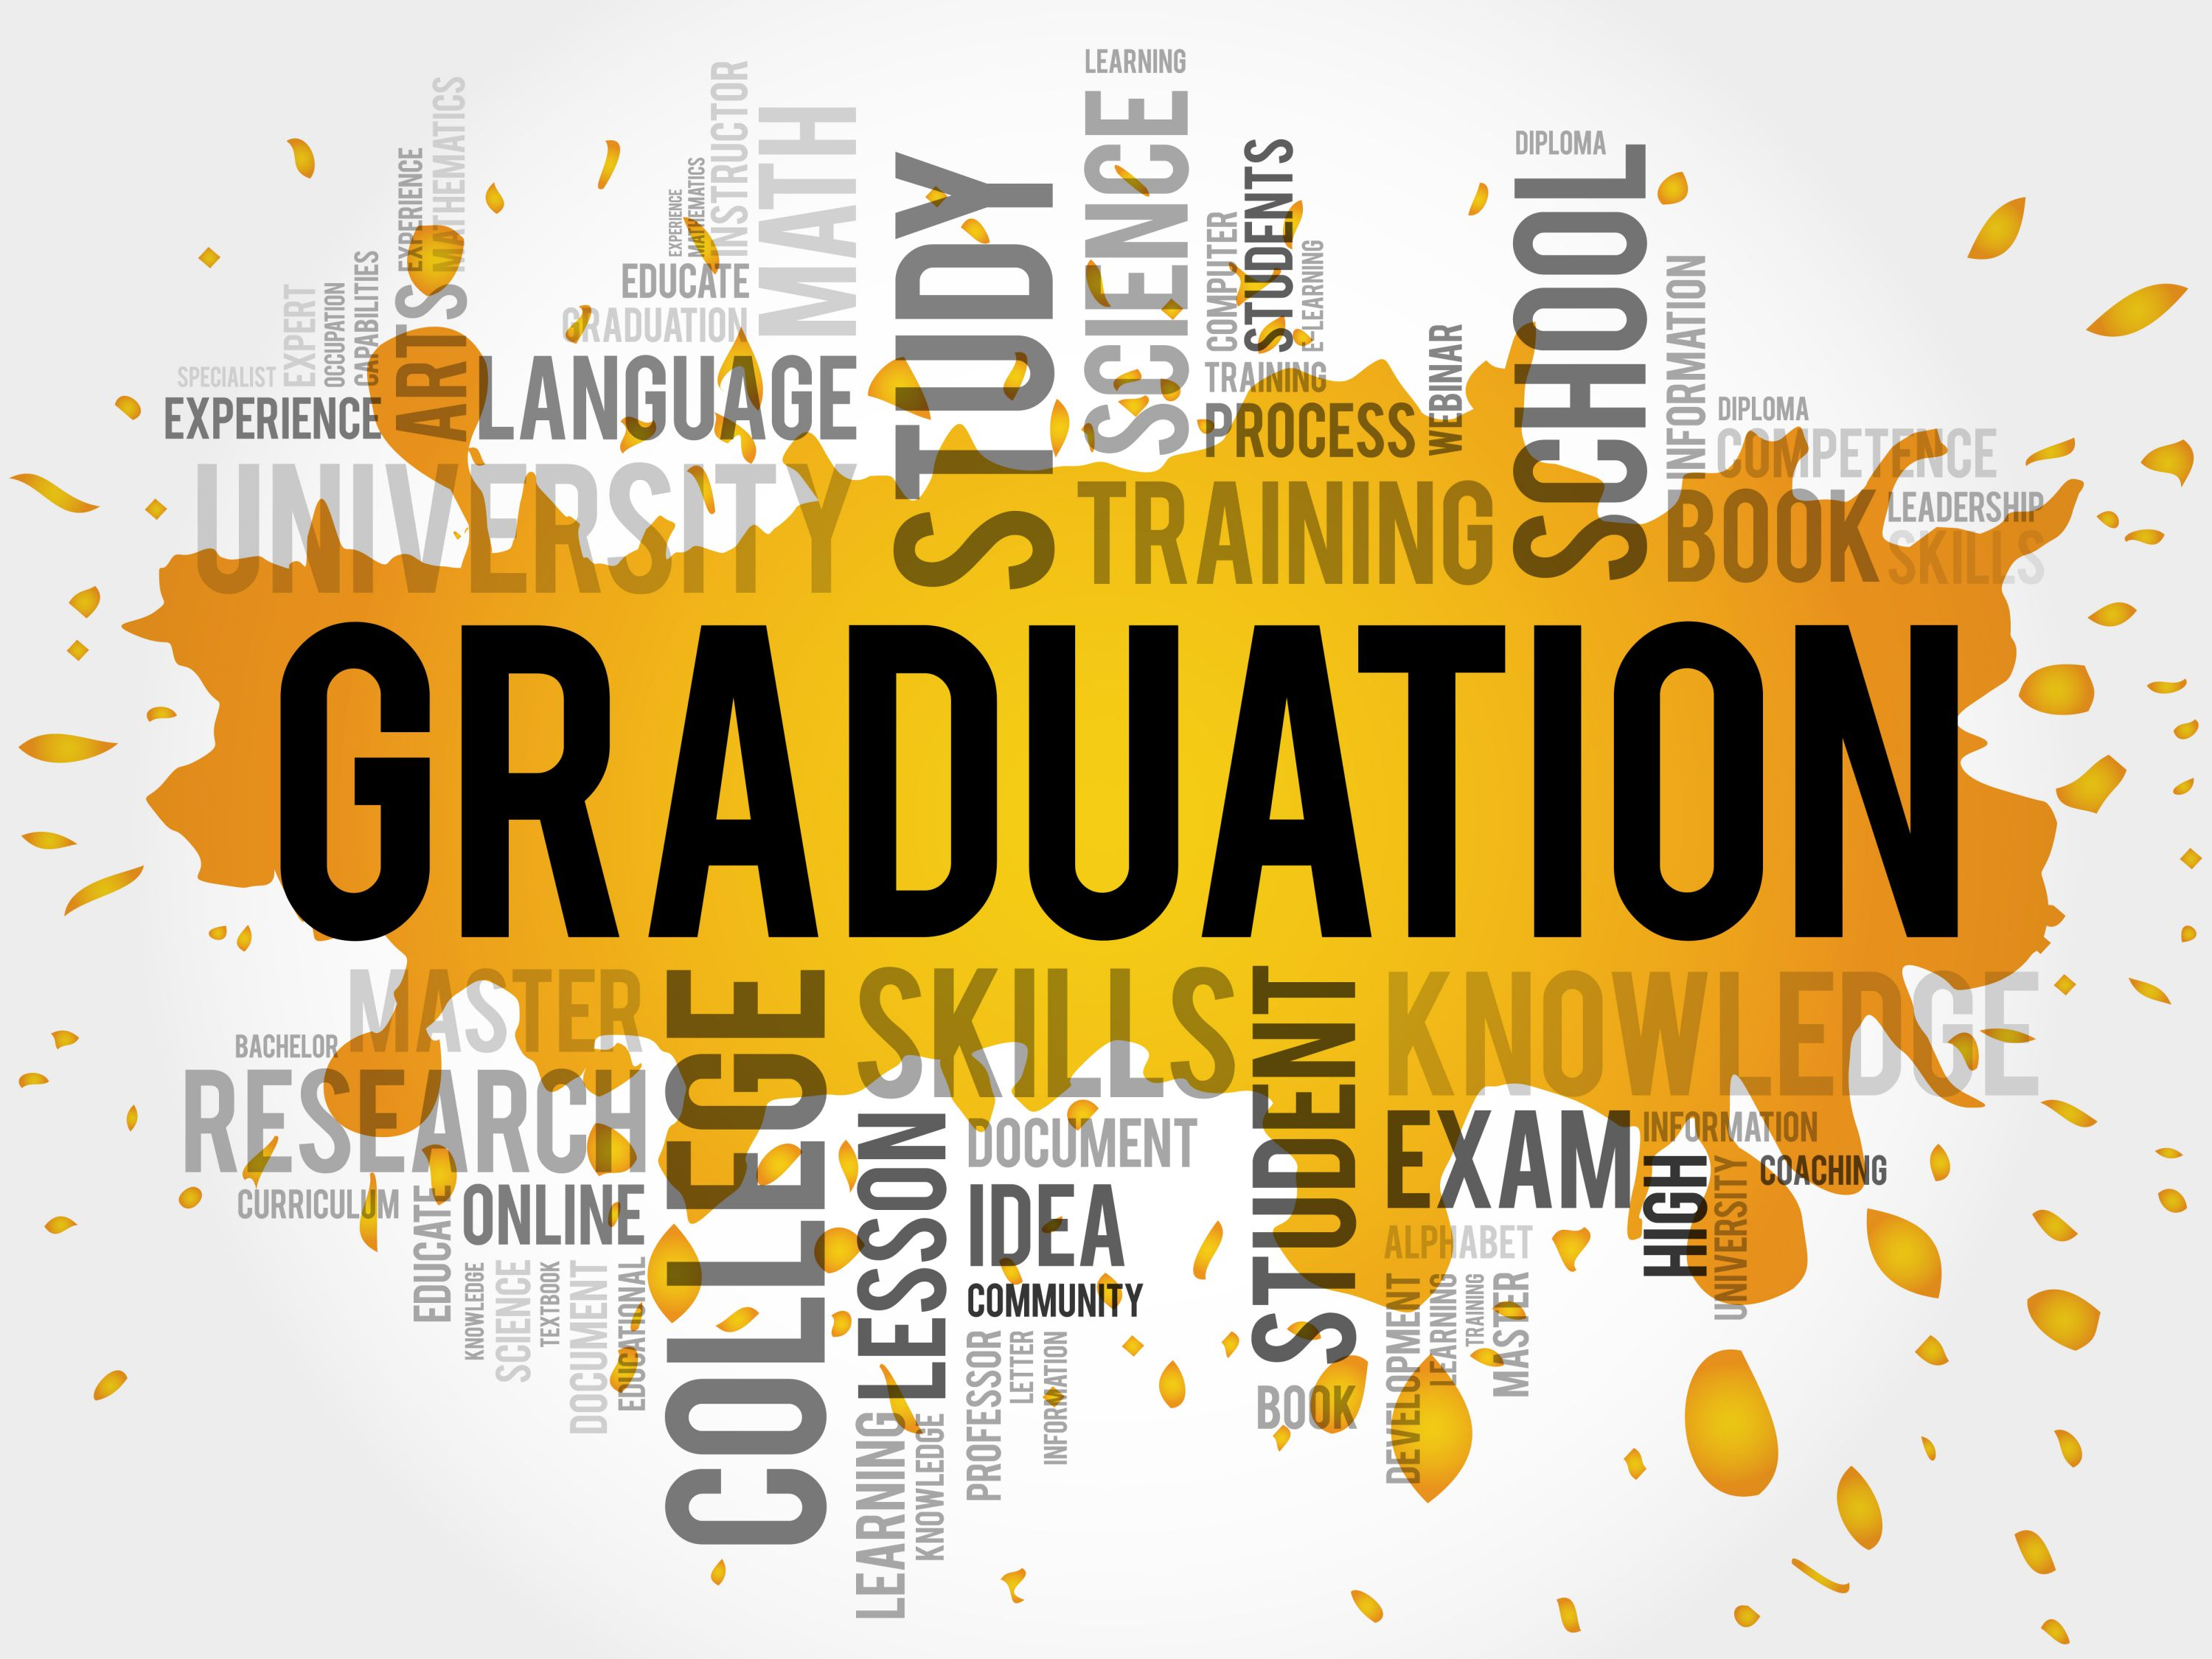 LEARNING
MATHEMATICS
EXPERIENCE
INSTRUCTOR
MATHEMATICS
EXPERIENCE
MATH
STUDY
SCIENCE
STUDENTS
COMPUTER
E-LEARNING
DIPLOMA
SCHOOL
INFORMATION
EDUCATE
GRADUATION
EXPERT
OCCUPATION
CAPABILITIES
ARTS
SPECIALIST
EXPERIENCE
LANGUAGE
TRAINING
PROCESS
WEBINAR
DIPLOMA
COMPETENCE
UNIVERSITY
TRAINING
BOOK
LEADERSHIP
SKILLS
GRADUATION
MASTER
COLLEGE
SKILLS
STUDENT
KNOWLEDGE
BACHELOR
RESEARCH
LESSON
DOCUMENT
EXAM
INFORMATION
HIGH
UNIVERSITY
COACHING
CURRICULUM
EDUCATE
ONLINE
IDEA
ALPHABET
KNOWLEDGE
SCIENCE
TEXTBOOK
DOCUMENT
EDUCATIONAL
COMMUNITY
DEVELOPMENT
LEARNING
TRAINING
MASTER
PROFESSOR
LETTER
INFORMATION
BOOK
LEARNING
KNOWLEDGE